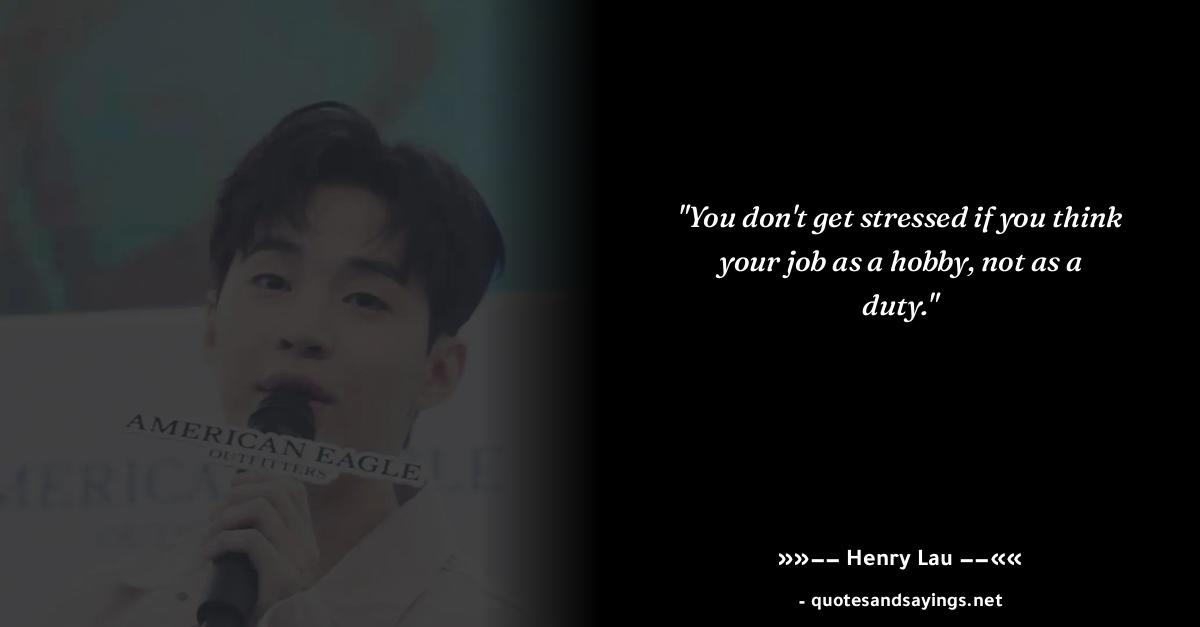 "You don't get stressed if you think
your job as a hobby, not as a
duty."
AMERICAN EAGLE
OUTFITTERS
»»−− Henry Lau −−««
- quotesandsayings.net